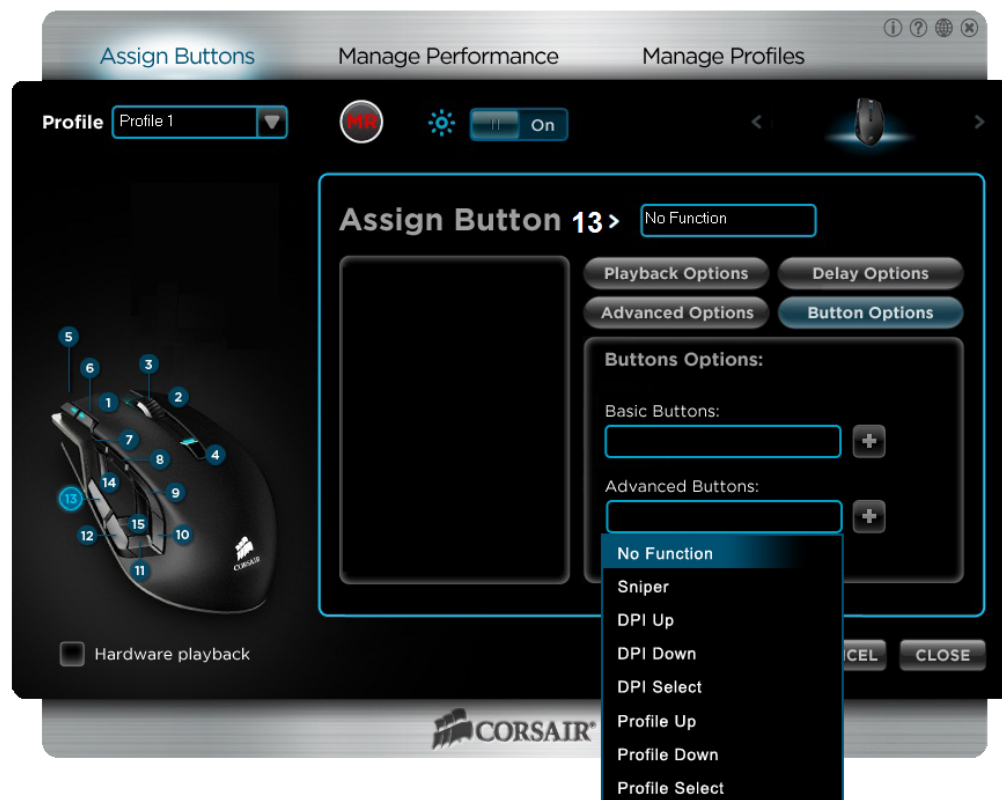 Assign Buttons Manage Performance Manage Profiles
Profile Profile 1 MR On
Assign Button 13> No Function
Playback Options Delay Options
Advanced Options Button Options
Buttons Options:
Basic Buttons:
Advanced Buttons:
No Function
Sniper
DPI Up
DPI Down
DPI Select
Profile Up
Profile Down
Profile Select
5
6
3
1
2
7
4
8
14
9
13
15
12
10
11
CORSAIR
Hardware playback
CEL CLOSE
CORSAIR